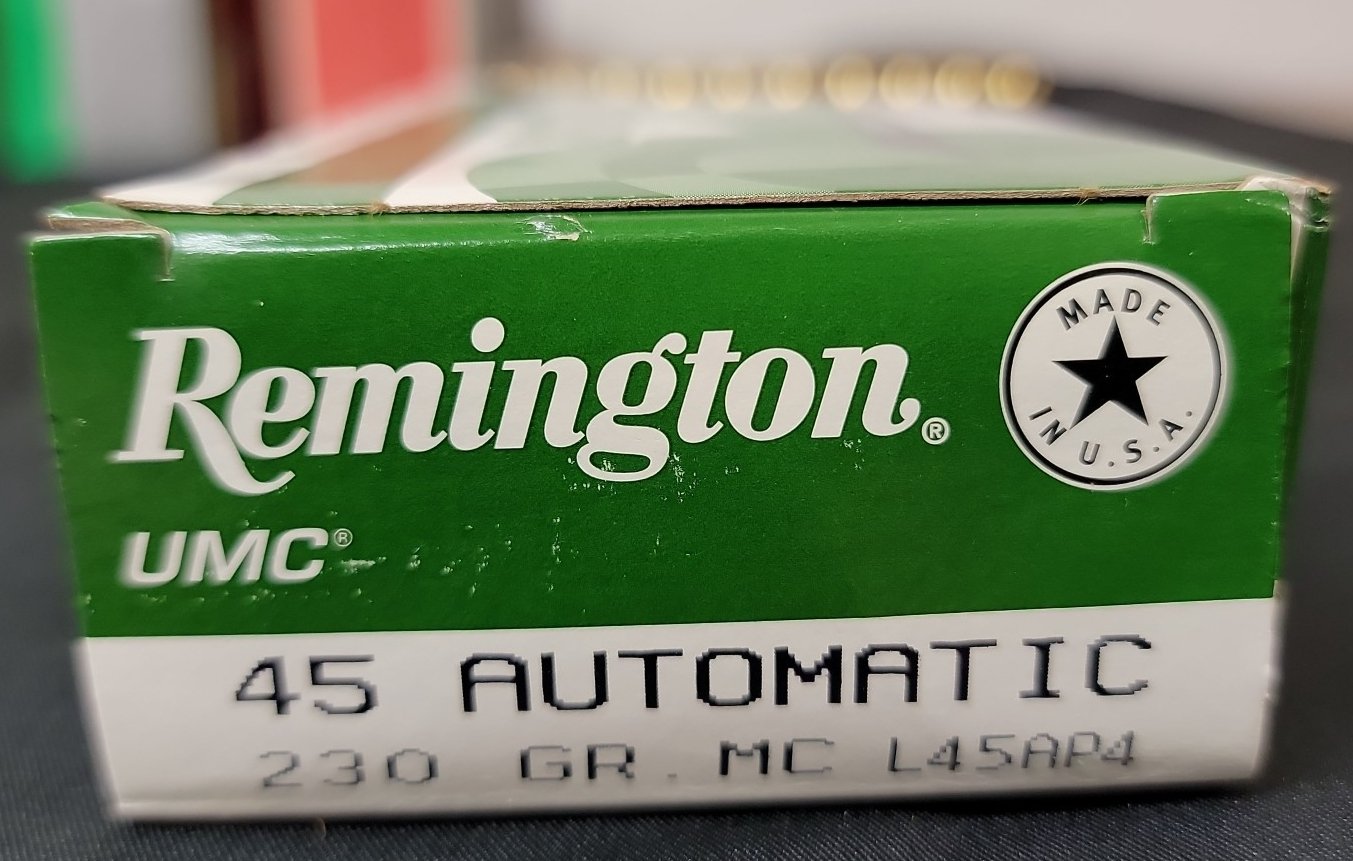 Remington®
MADE
IN U.S.A.
UMC®
45 AUTOMATIC
230 GR. MC L45AP4